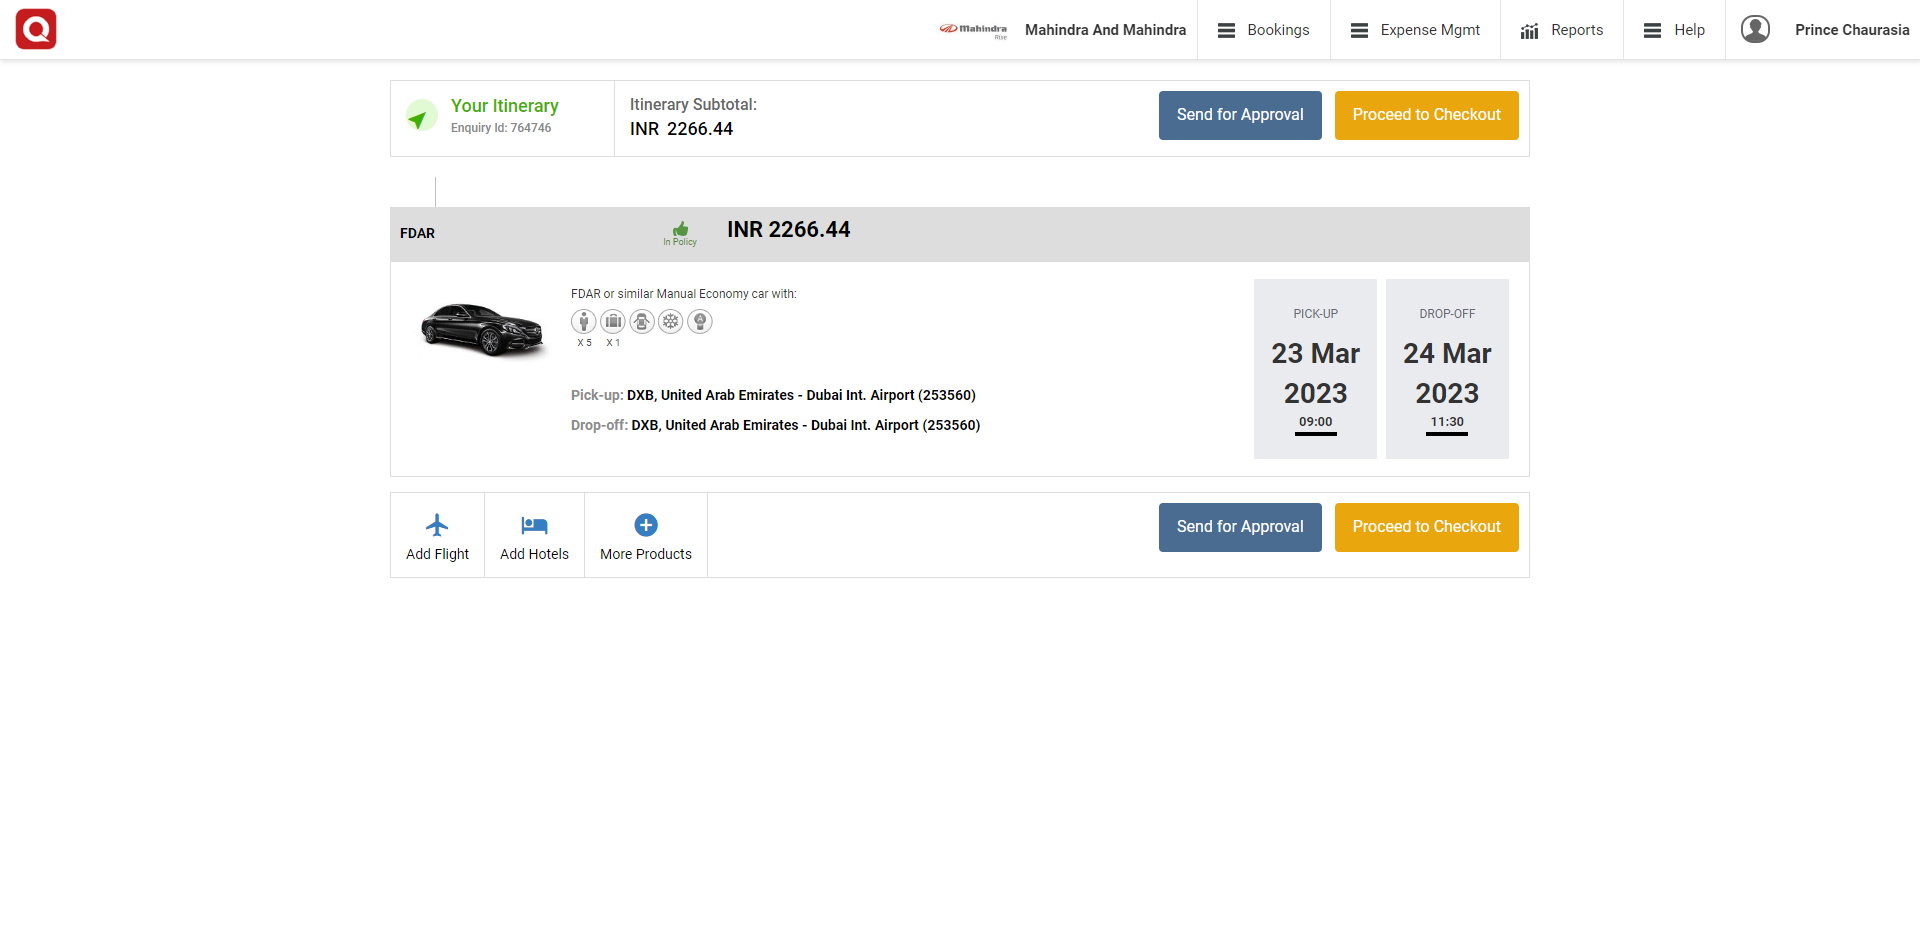 Mahindra
Rise
Mahindra And Mahindra
Bookings
Expense Mgmt
Reports
Help
Prince Chaurasia
Your Itinerary
Enquiry Id: 764746
Itinerary Subtotal:
INR 2266.44
Send for Approval
Proceed to Checkout
FDAR
In Policy
INR 2266.44
FDAR or similar Manual Economy car with:
X 5
X 1
Pick-up: DXB, United Arab Emirates - Dubai Int. Airport (253560)
Drop-off: DXB, United Arab Emirates - Dubai Int. Airport (253560)
PICK-UP
23 Mar
2023
09:00
DROP-OFF
24 Mar
2023
11:30
Add Flight
Add Hotels
More Products
Send for Approval
Proceed to Checkout